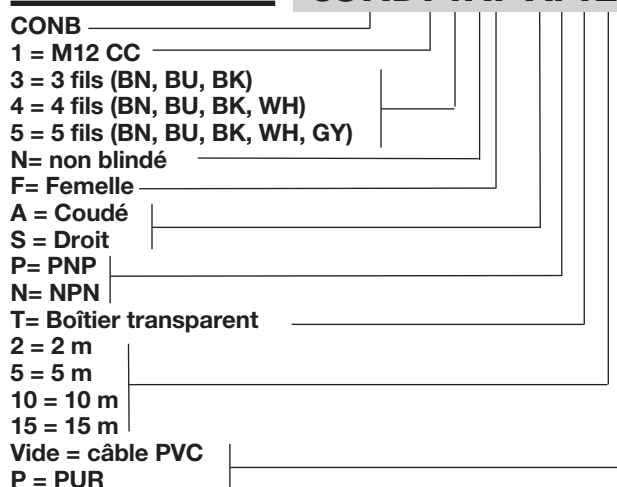 CONB
1 = M12 CC
3 = 3 fils (BN, BU, BK)
4 = 4 fils (BN, BU, BK, WH)
5 = 5 fils (BN, BU, BK, WH, GY)
N= non blindé
F= Femelle
A = Coudé
S = Droit
P= PNP
N= NPN
T= Boîtier transparent
2 = 2 m
5 = 5 m
10 = 10 m
15 = 15 m
Vide = câble PVC
P = PUR